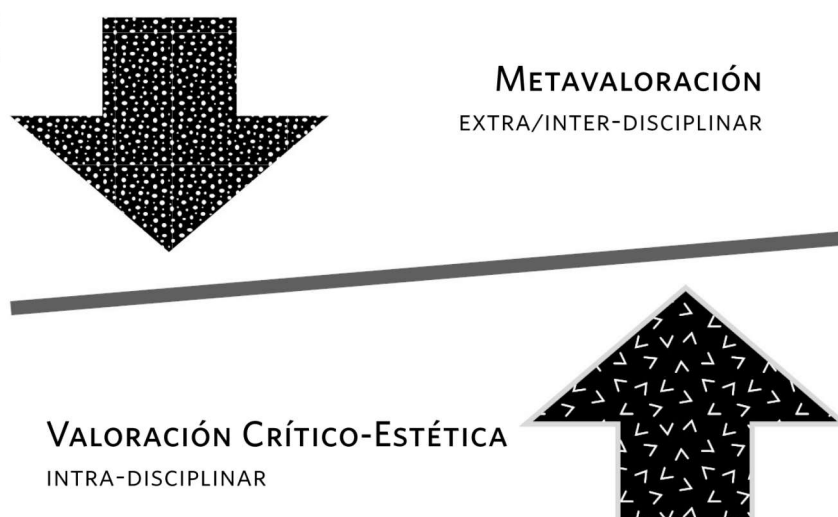 Metavaloración
extra/inter-disciplinar
Valoración Crítico-Estética
intra-disciplinar